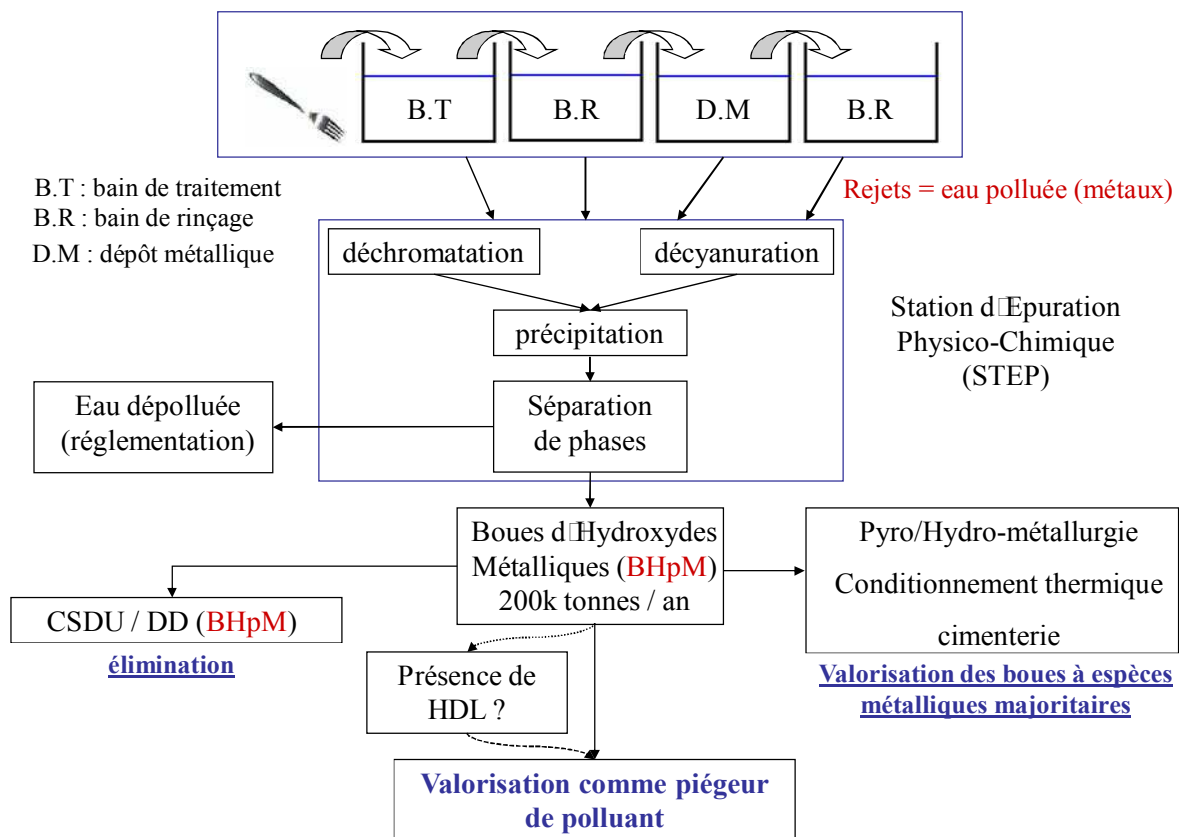 B.T
B.R
D.M
B.R
B.T : bain de traitement
B.R : bain de rinçage
D.M : dépôt métallique
Rejets = eau polluée (métaux)
déchromatation
décyanuration
précipitation
Station d□Epuration
Physico-Chimique
(STEP)
Eau dépolluée
(réglementation)
Séparation
de phases
Boues d□Hydroxydes
Métalliques (BHpM)
200k tonnes / an
Pyro/Hydro-métallurgie
Conditionnement thermique
cimenterie
CSDU / DD (BHpM)
élimination
Valorisation des boues à espèces
métalliques majoritaires
Présence de
HDL ?
Valorisation comme piégeur
de polluant